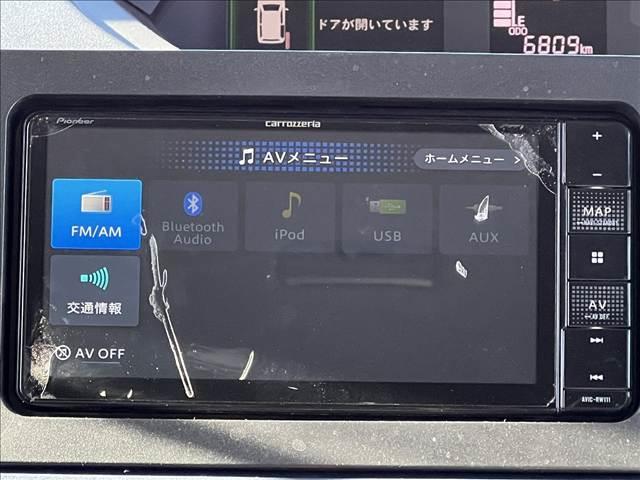 ドアが開いています
E
ODO 6809km
Pioneer
carrozzeria
AVメニュー
ホームメニュー
FM/AM
Bluetooth
Audio
iPod
USB
AUX
交通情報
AV OFF
+
−
MAP
AV
AVIC-RW111